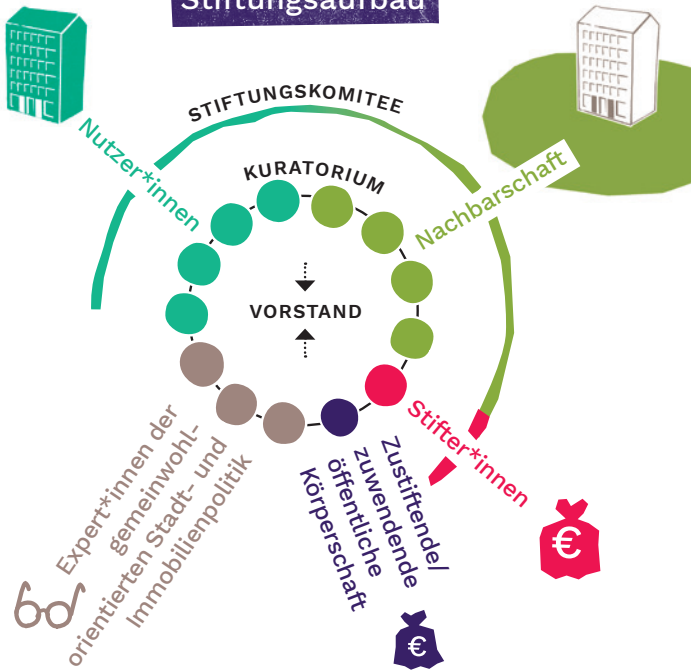 Stiftungsaufbau
STIFTUNGSKOMITEE
Nutzer*innen
KURATORIUM
Nachbarschaft
VORSTAND
Stifter*innen
Zustiftende/
zuwendende
öffentliche
Körperschaft
Expert*innen der
gemeinwohl-
orientierten Stadt- und
Immobilienpolitik
€
€